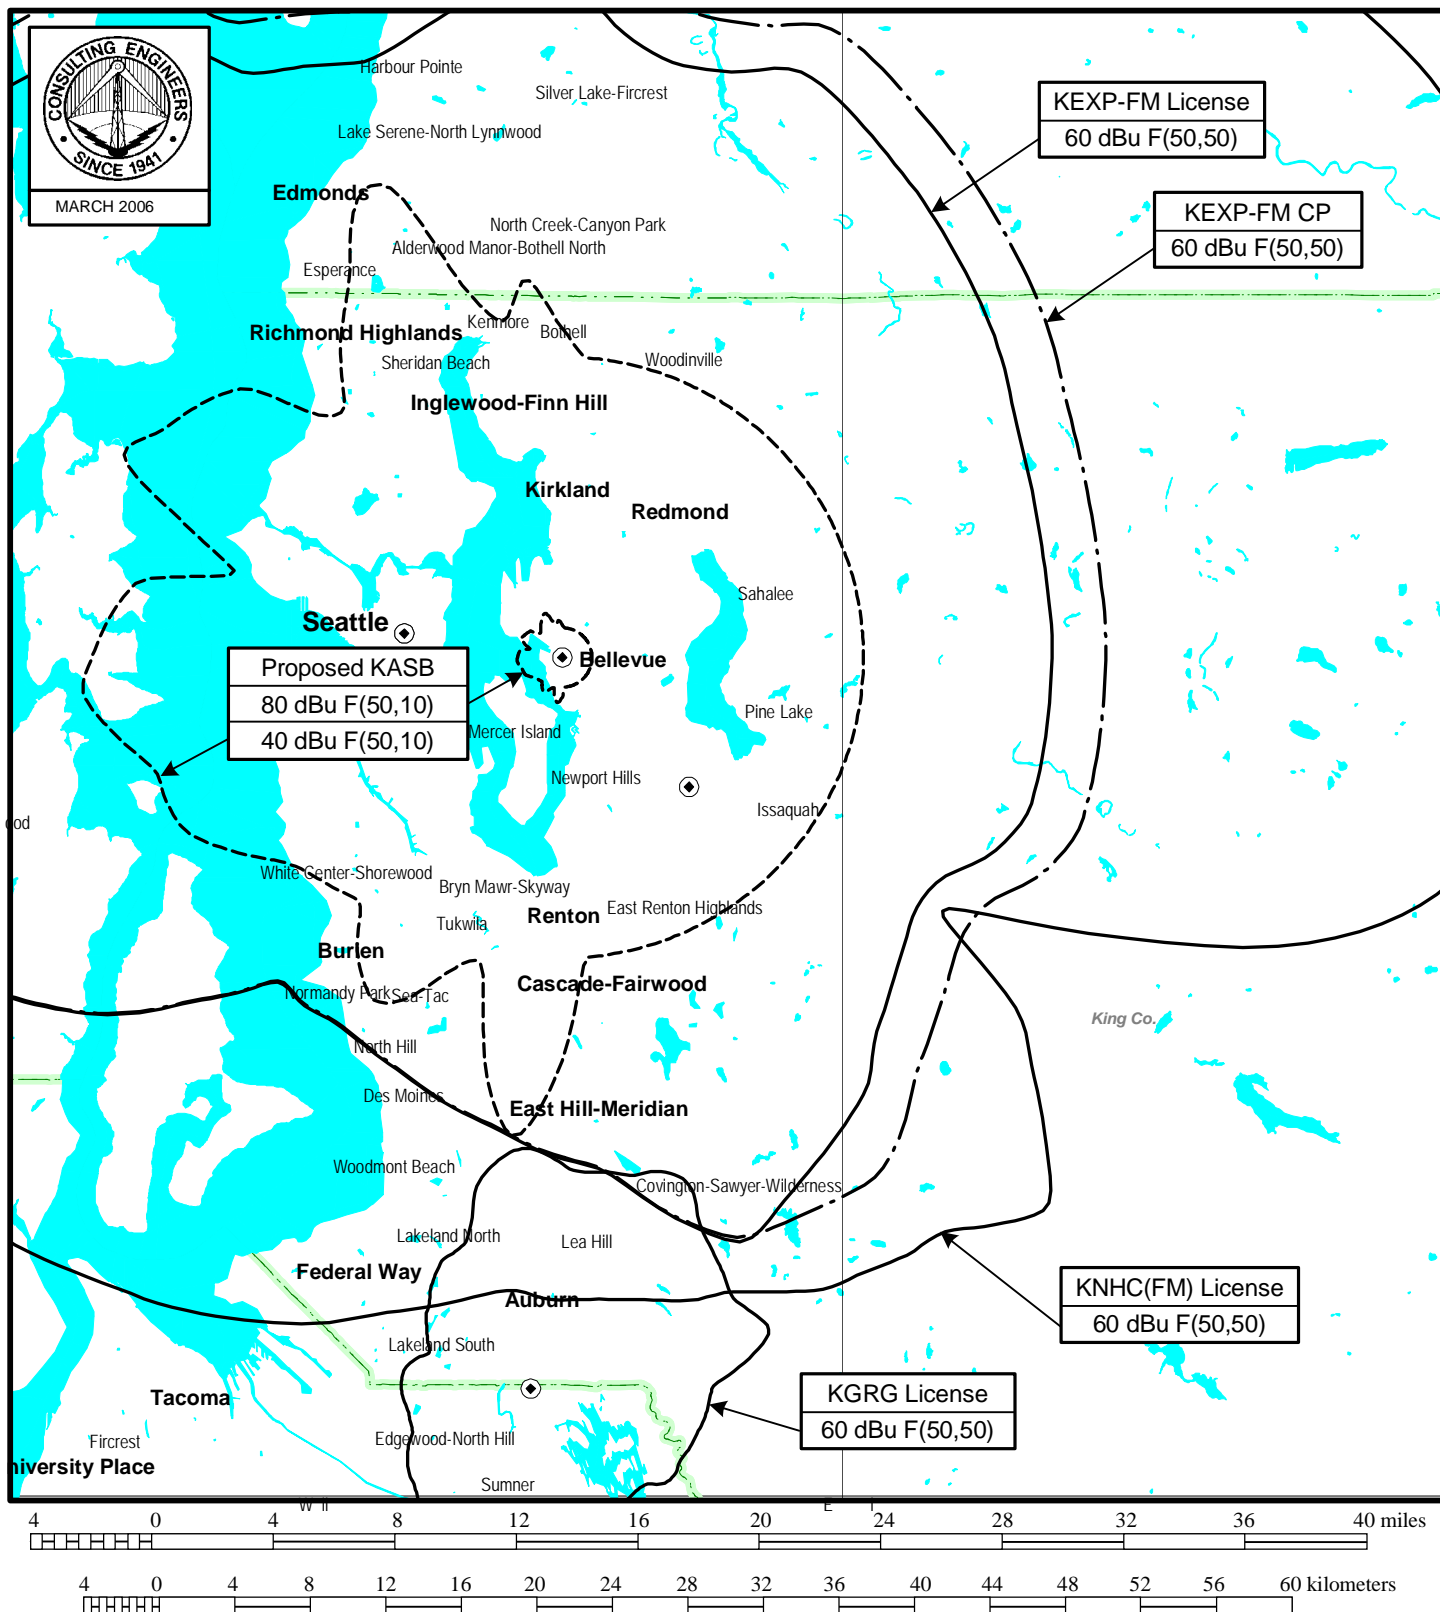 CONSULTING ENGINEERS
SINCE 1941
MARCH 2006
Harbour Pointe
Silver Lake-Fircrest
Lake Serene-North Lynnwood
KEXP-FM License
60 dBu F(50,50)
Edmonds
KEXP-FM CP
60 dBu F(50,50)
North Creek-Canyon Park
Alderwood Manor-Bothell North
Esperance
Kenmore
Richmond Highlands
Bothell
Sheridan Beach
Woodinville
Inglewood-Finn Hill
Kirkland
Redmond
Sahalee
Seattle
Bellevue
Proposed KASB
80 dBu F(50,10)
40 dBu F(50,10)
Pine Lake
Mercer Island
Newport Hills
Issaquah
White Center-Shorewood
Bryn Mawr-Skyway
East Renton Highlands
Renton
Tukwila
Burien
Cascade-Fairwood
Normandy Park
Sea-Tac
King Co.
North Hill
Des Moines
East Hill-Meridian
Woodmont Beach
Covington-Sawyer-Wilderness
Lakeland North
Lea Hill
Federal Way
KNHC(FM) License
60 dBu F(50,50)
Auburn
Lakeland South
KGRG License
60 dBu F(50,50)
Tacoma
Fircrest
Edgewood-North Hill
niversity Place
Sumner
4 0 4 8 12 16 20 24 28 32 36 40 miles
4 0 4 8 12 16 20 24 28 32 36 40 44 48 52 56 60 kilometers